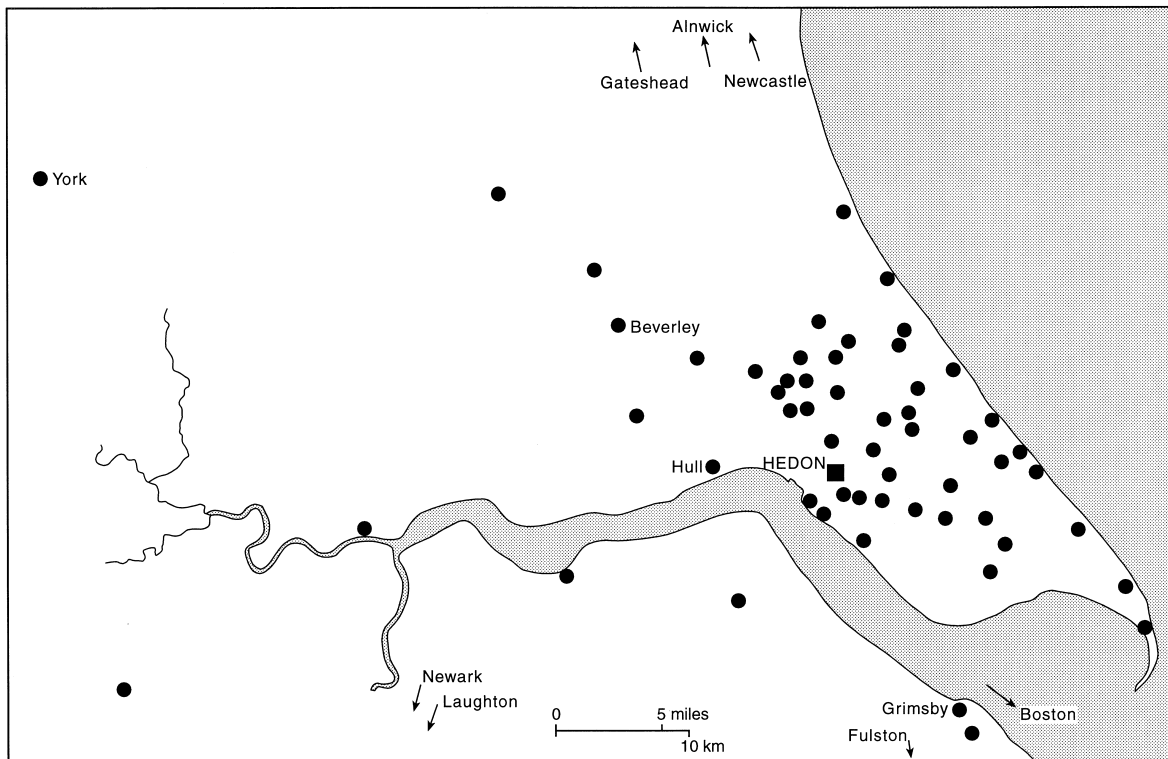 Alnwick
Gateshead
Newcastle
York
Beverley
Hull
HEDON
Newark
Laughton
0 5 miles
10 km
Grimsby
Boston
Fulston